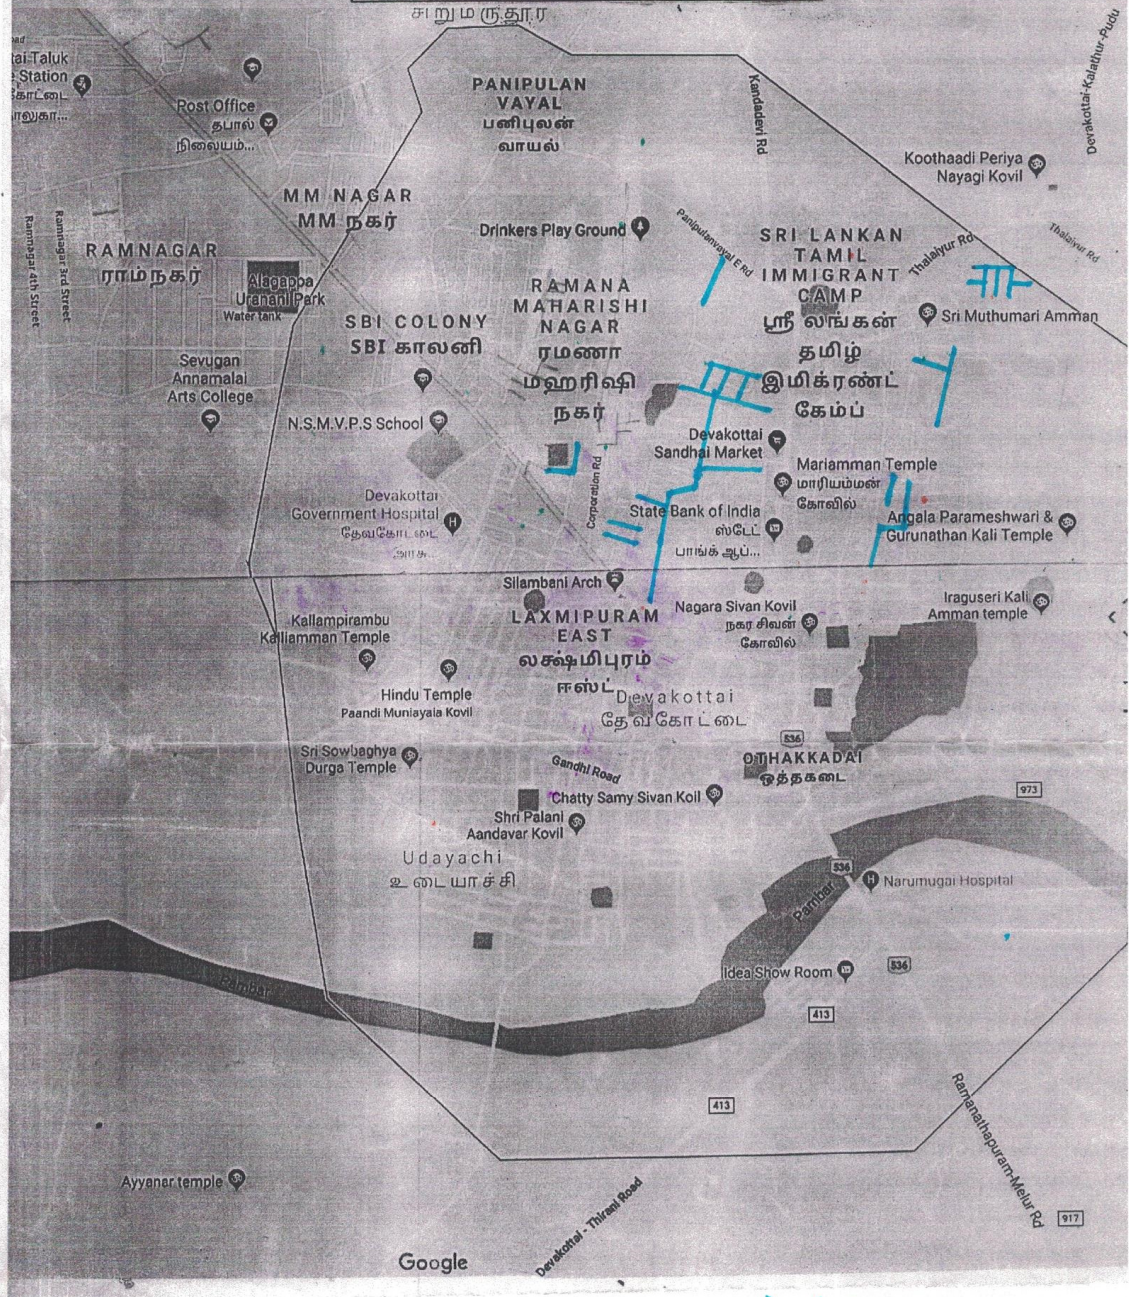 சிறுமருதூர
tai Taluk
Station
கோட்டை
ாலுகா...
Post Office
தபால்
நிலையம்...
PANIPULAN
VAYAL
பனிபுலன்
வாயல்
Kandadevi Rd
Devakottai-Kalathur-Pudu
Koothaadi Periya
Nayagi Kovil
MM NAGAR
MM நகர்
Ramnagar 4th Street
Ramnagar 3rd Street
RAMNAGAR
ராம்நகர்
Alagappa
Uranani Park
Water tank
Drinkers Play Ground
Panipulanvayal E Rd
SRI LANKAN
TAMIL
IMMIGRANT
CAMP
ஸ்ரீ லங்கன்
தமிழ்
இமிக்ரண்ட்
கேம்ப்
Thalaiyur Rd
Thalaiyur Rd
Sri Muthumari Amman
RAMANA
MAHARISHI
NAGAR
ரமணா
மஹரிஷி
நகர்
SBI COLONY
SBI காலனி
Sevugan
Annamalai
Arts College
N.S.M.V.P.S School
Devakottai
Sandhai Market
Mariamman Temple
மாரியம்மன்
கோவில்
Corporation Rd
Devakottai
Government Hospital
தேவகோட்டை
அரசு...
State Bank of India
ஸ்டேட்
பாங்க் ஆப்...
Angala Parameshwari &
Gurunathan Kali Temple
Silambani Arch
LAXMIPURAM
EAST
லக்ஷ்மிபுரம்
ஈஸ்ட்
Nagara Sivan Kovil
நகர சிவன்
கோவில்
Iraguseri Kali
Amman temple
Kallampirambu
Kalliamman Temple
Hindu Temple
Paandi Muniayala Kovil
Devakottai
தேவகோட்டை
536
OTHAKKADAI
ஒத்தகடை
Sri Sowbaghya
Durga Temple
Gandhi Road
Chatty Samy Sivan Koil
Shri Palani
Aandavar Kovil
973
Udayachi
உடையாச்சி
536
Narumugai Hospital
Pambar
Idea Show Room
536
Pambar
413
413
Ramanathapuram-Melur Rd
Ayyanar temple
Devakottai - Thirani Road
917
Google